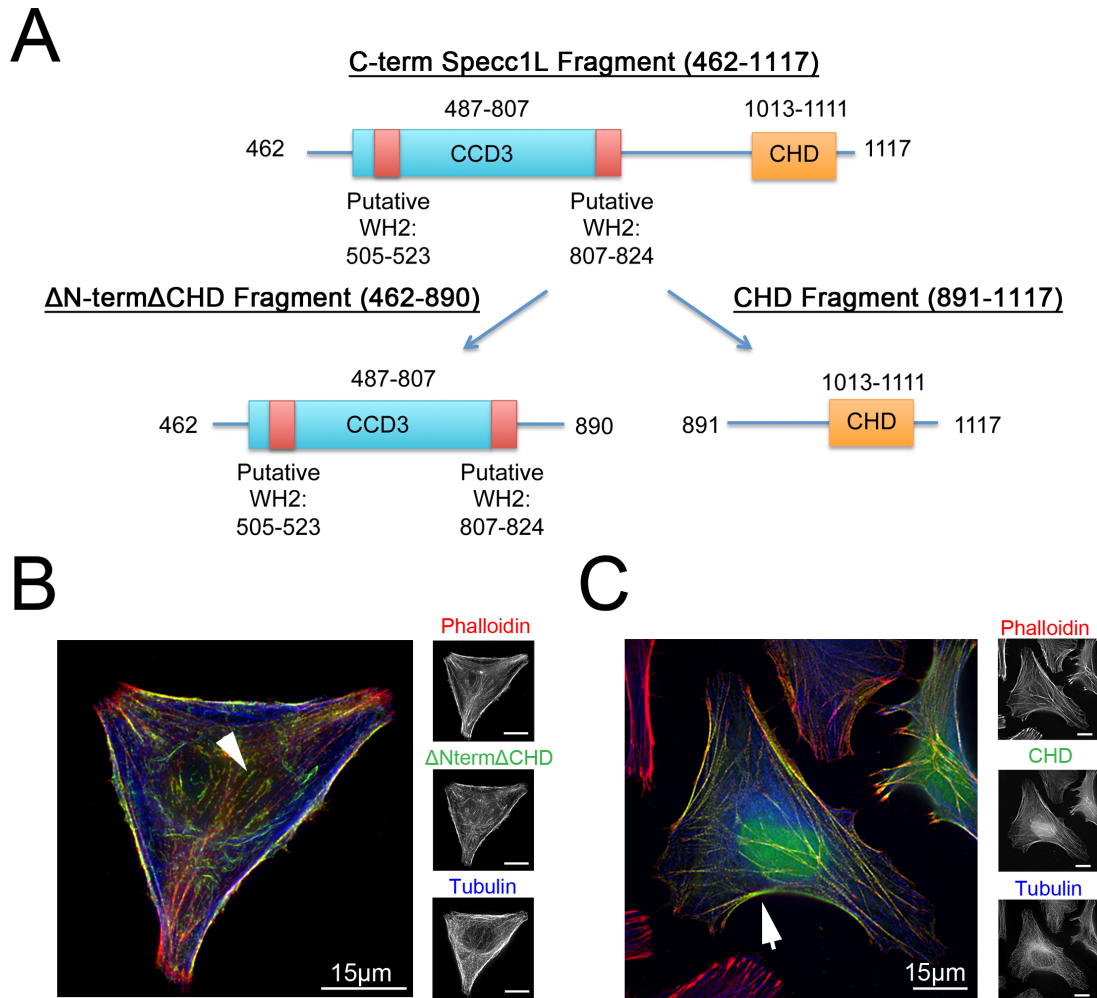 A
C-term Specc1L Fragment (462-1117)
487-807
1013-1111
462
CCD3
CHD
1117
Putative
WH2:
505-523
Putative
WH2:
807-824
ΔN-termΔCHD Fragment (462-890)
CHD Fragment (891-1117)
487-807
1013-1111
462
CCD3
890
891
CHD
1117
Putative
WH2:
505-523
Putative
WH2:
807-824
B
Phalloidin
ΔNtermΔCHD
Tubulin
15µm
C
Phalloidin
CHD
Tubulin
15µm